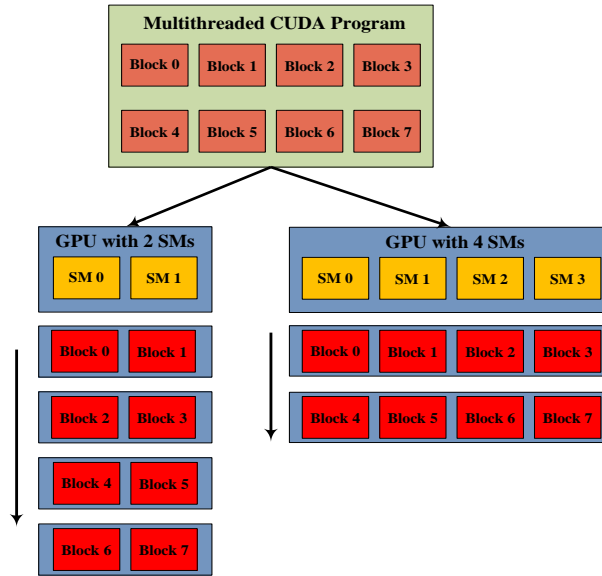 Multithreaded CUDA Program
Block 0 Block 1 Block 2 Block 3
Block 4 Block 5 Block 6 Block 7
GPU with 2 SMs
SM 0 SM 1
Block 0 Block 1
Block 2 Block 3
Block 4 Block 5
Block 6 Block 7
GPU with 4 SMs
SM 0 SM 1 SM 2 SM 3
Block 0 Block 1 Block 2 Block 3
Block 4 Block 5 Block 6 Block 7